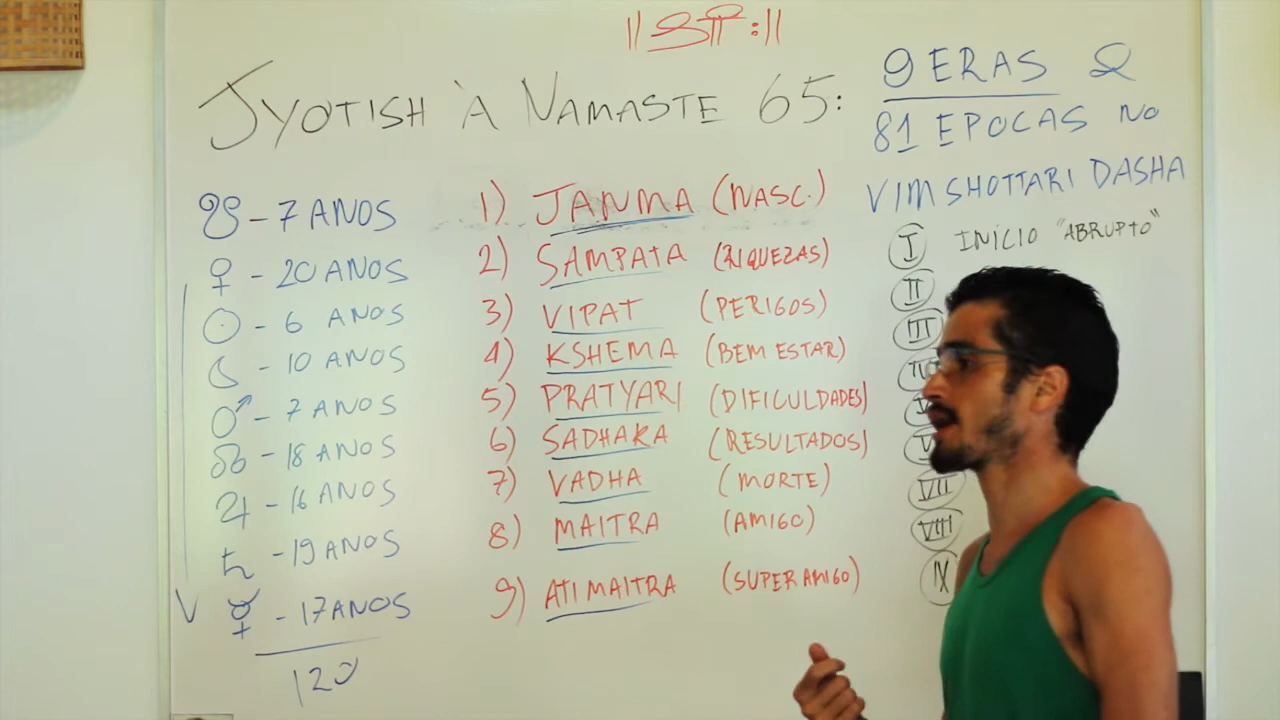 JYOTISH À NAMASTE 65:
9 ERAS &
81 EPOCAS NO
VIMSHOTTARI DASHA
☋ - 7 ANOS
♀ - 20 ANOS
☉ - 6 ANOS
☾ - 10 ANOS
♂ - 7 ANOS
☊ - 18 ANOS
♃ - 16 ANOS
♄ - 19 ANOS
☿ - 17 ANOS
120
1) JANMA (NASC.)
2) SAMPATA (RIQUEZAS)
3) VIPAT (PERIGOS)
4) KSHEMA (BEM ESTAR)
5) PRATYARI (DIFICULDADES)
6) SADHAKA (RESULTADOS)
7) VADHA (MORTE)
8) MAITRA (AMIGO)
9) ATIMAITRA (SUPER AMIGO)
I INÍCIO "ABRUPTO"
II
III
IV
V
VII
VIII
IX